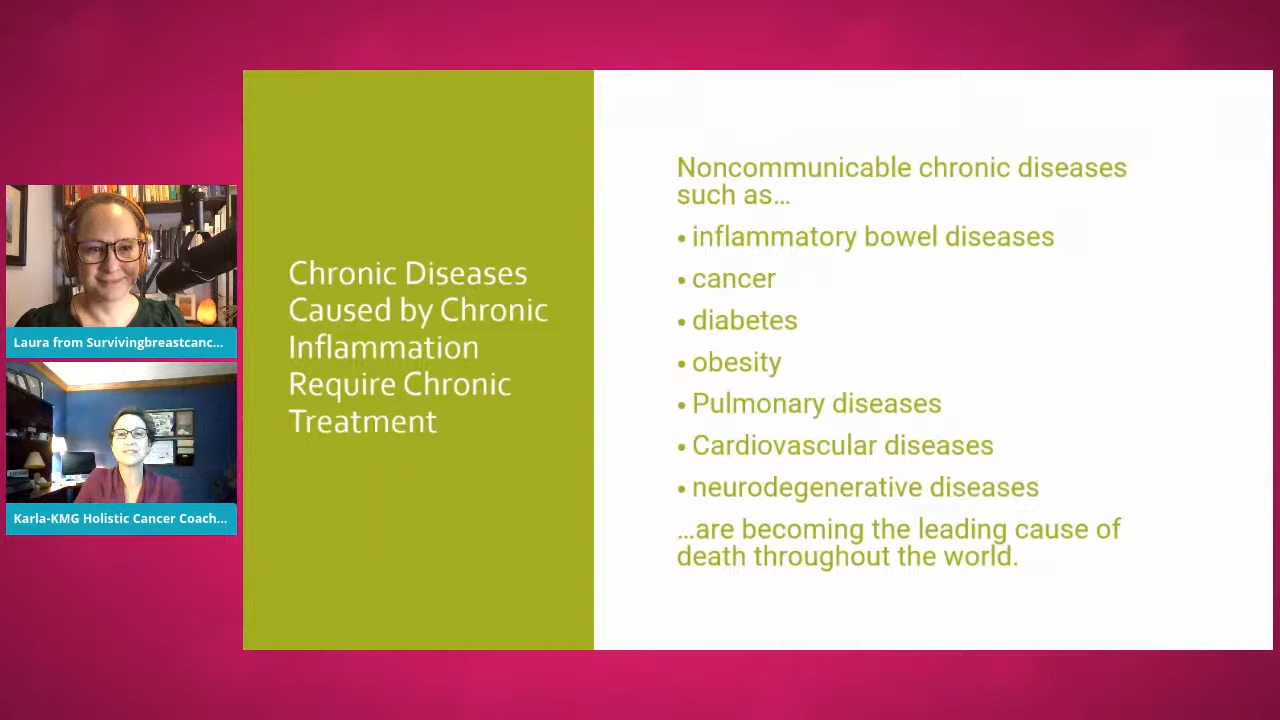 Chronic Diseases
Caused by Chronic
Inflammation
Require Chronic
Treatment
Noncommunicable chronic diseases
such as...
• inflammatory bowel diseases
• cancer
• diabetes
• obesity
• Pulmonary diseases
• Cardiovascular diseases
• neurodegenerative diseases
...are becoming the leading cause of
death throughout the world.
Laura from Survivingbreastcanc...
Karla-KMG Holistic Cancer Coach...